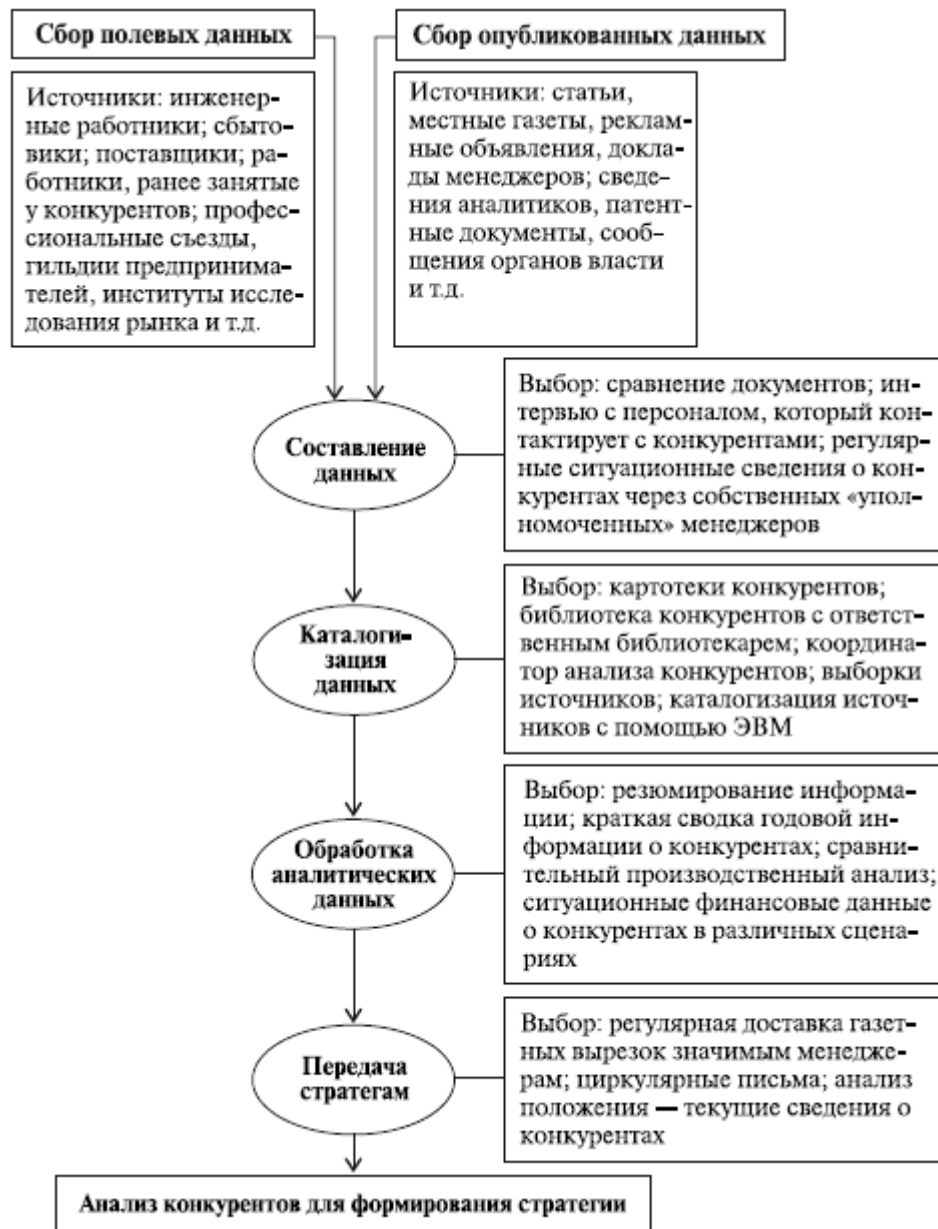 Сбор полевых данных
Сбор опубликованных данных
Источники: инженер-
ные работники; сбыто-
вики; поставщики; ра-
ботники, ранее занятые
у конкурентов; профес-
сиональные съезды,
гильдии предпринима-
телей, институты иссле-
дования рынка и т.д.
Источники: статьи,
местные газеты, реклам-
ные объявления, докла-
ды менеджеров; сведе-
ния аналитиков, патент-
ные документы, сооб-
щения органов власти
и т.д.
Составление
данных
Выбор: сравнение документов; ин-
тервью с персоналом, который кон-
тактирует с конкурентами; регуляр-
ные ситуационные сведения о кон-
курентах через собственных «упол-
номоченных» менеджеров
Каталоги-
зация
данных
Выбор: картотеки конкурентов;
библиотека конкурентов с ответ-
ственным библиотекарем; координа-
тор анализа конкурентов; выборки
источников; каталогизация источ-
ников с помощью ЭВМ
Обработка
аналитических
данных
Выбор: резюмирование информа-
ции; краткая сводка годовой ин-
формации о конкурентах; сравни-
тельный производственный анализ;
ситуационные финансовые данные
о конкурентах в различных сцена-
риях
Передача
стратегам
Выбор: регулярная доставка газет-
ных вырезок значимым менедже-
рам; циркулярные письма; анализ
положения — текущие сведения о
конкурентах
Анализ конкурентов для формирования стратегии